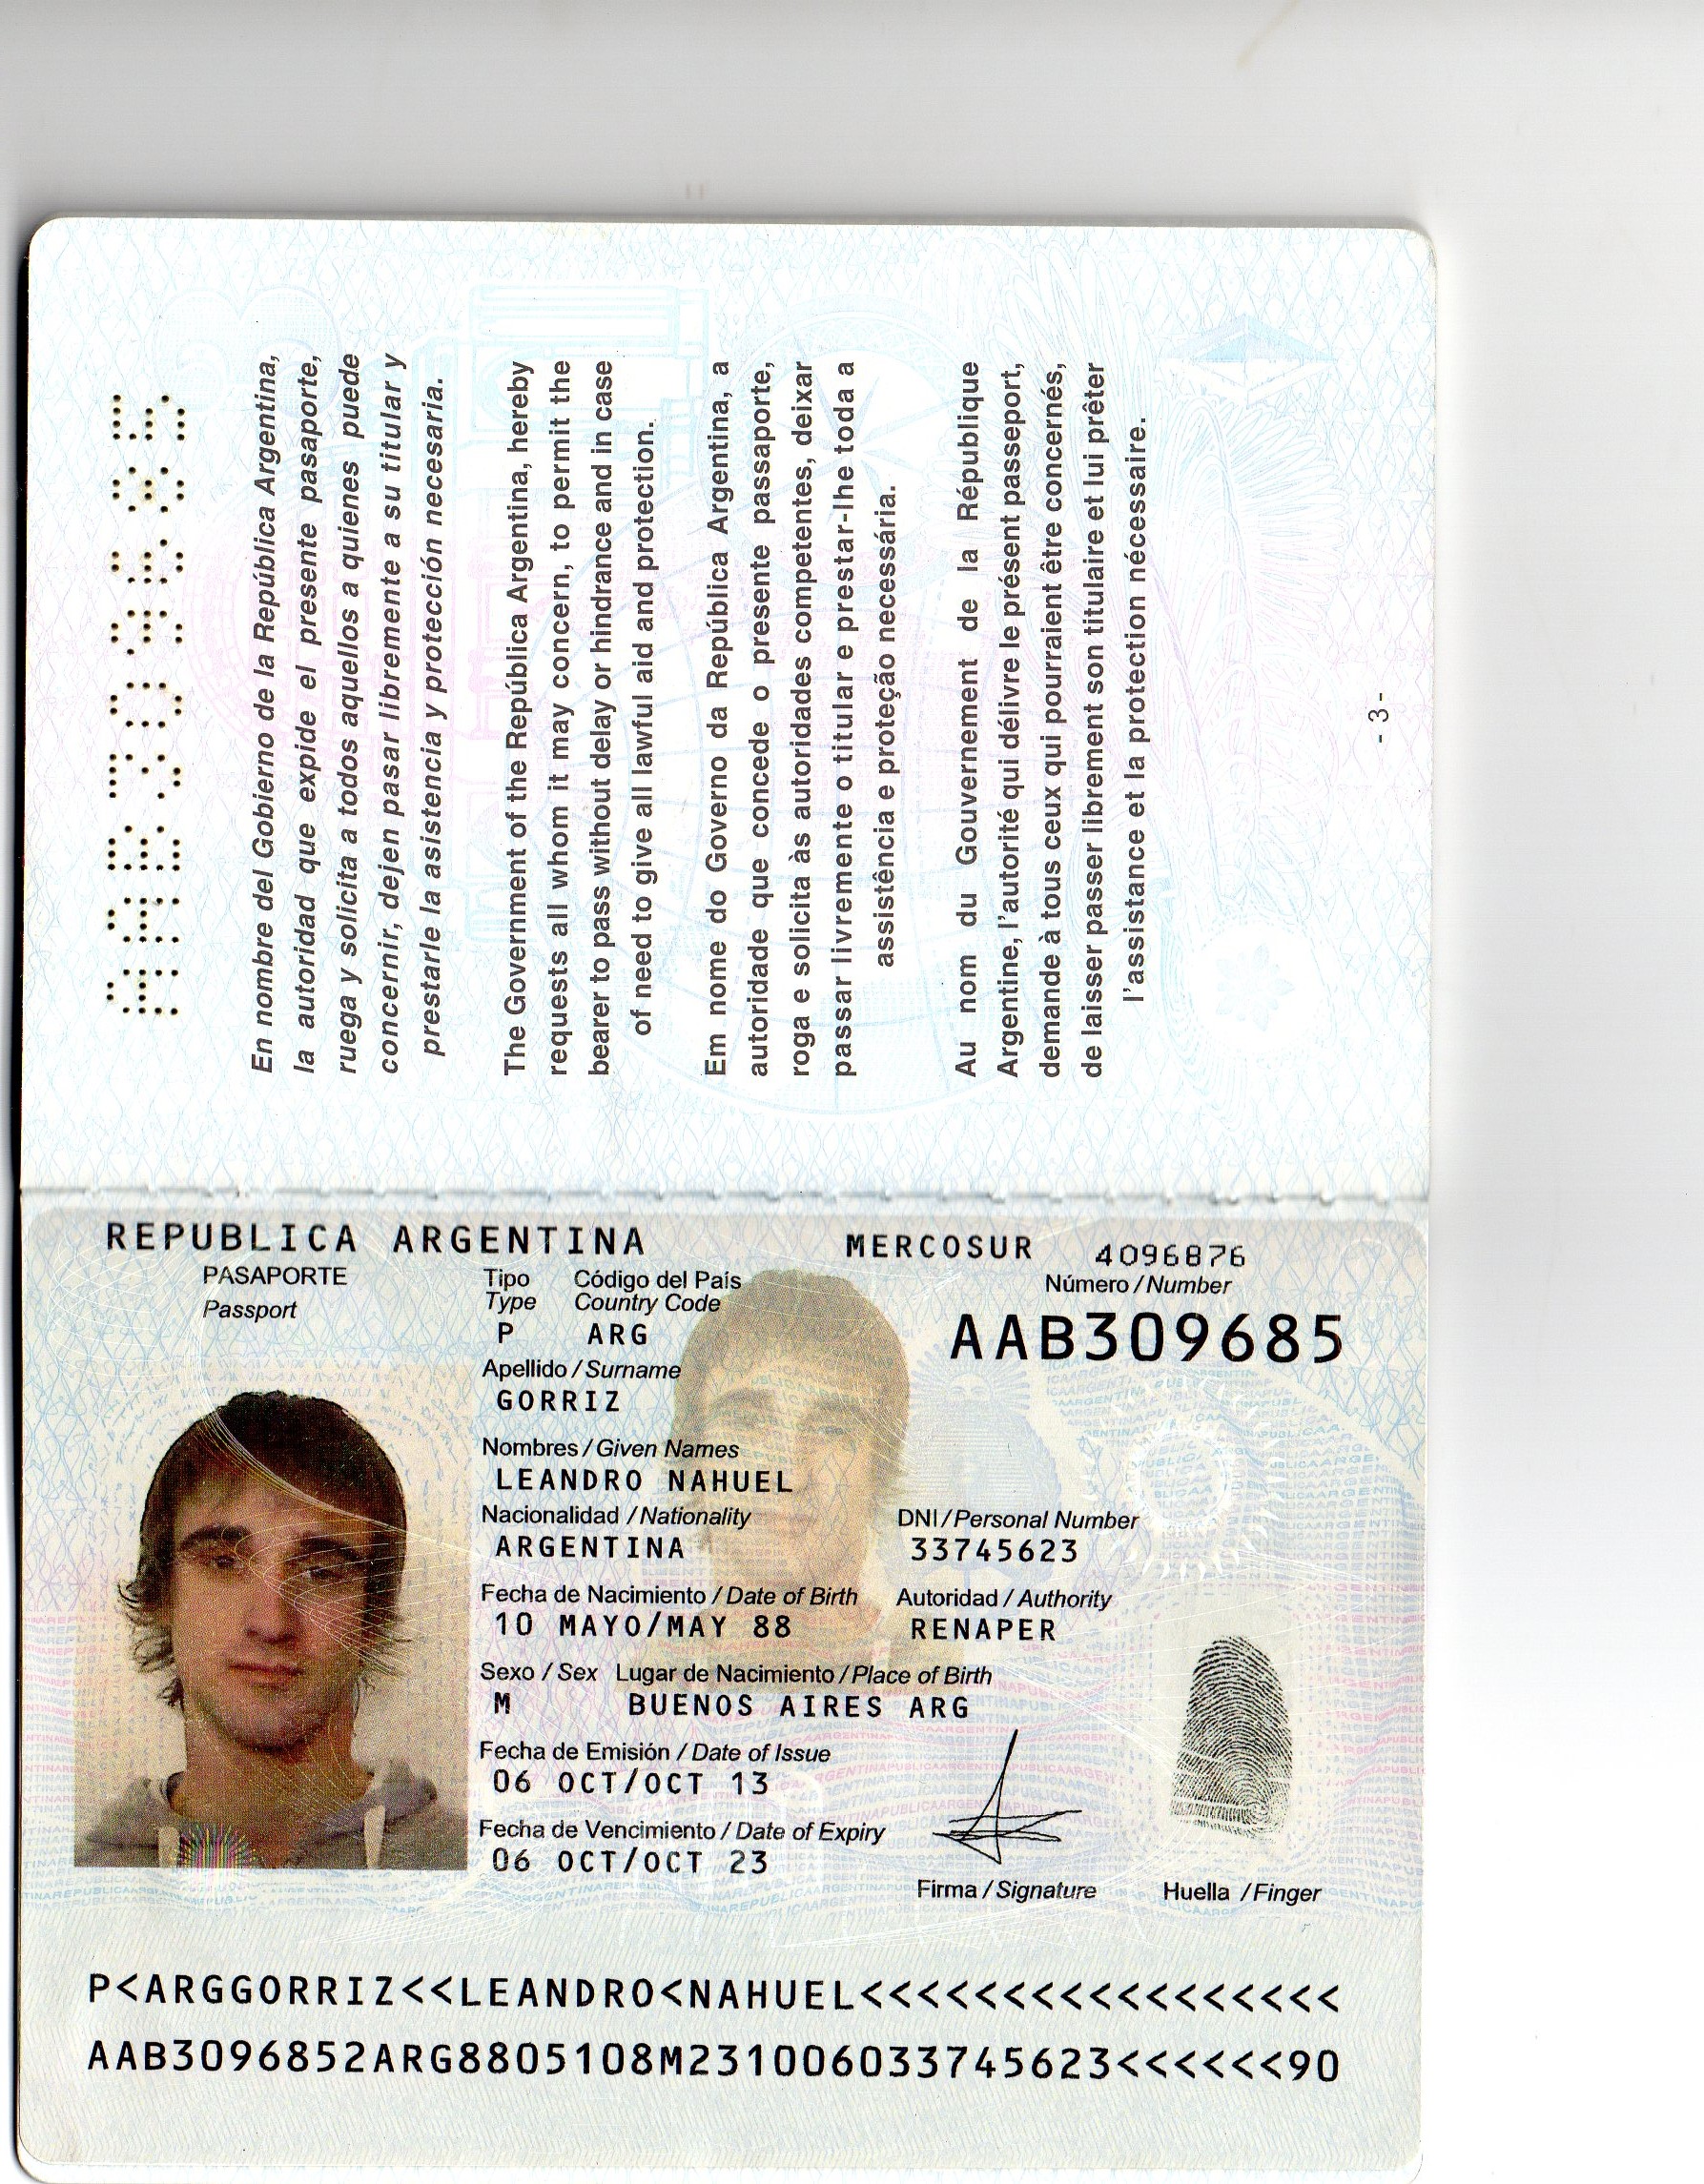 AAB309685
En nombre del Gobierno de la República Argentina,
la autoridad que expide el presente pasaporte,
ruega y solicita a todos aquellos a quienes puede
concernir, dejen pasar libremente a su titular y
prestarle la asistencia y protección necesaria.
The Government of the República Argentina, hereby
requests all whom it may concern, to permit the
bearer to pass without delay or hindrance and in case
of need to give all lawful aid and protection.
Em nome do Governo da República Argentina, a
autoridade que concede o presente passaporte,
roga e solicita às autoridades competentes, deixar
passar livremente o titular e prestar-lhe toda a
assistência e proteção necessária.
Au nom du Gouvernement de la République
Argentine, l'autorité qui délivre le présent passeport,
demande à tous ceux qui pourraient être concernés,
de laisser passer librement son titulaire et lui prêter
l'assistance et la protection nécessaire.
- 3 -
REPUBLICA ARGENTINA MERCOSUR 4096876
PASAPORTE Tipo Código del País Número / Number
Passport Type Country Code
P ARG AAB309685
Apellido / Surname
GORRIZ
Nombres / Given Names
LEANDRO NAHUEL
Nacionalidad / Nationality DNI / Personal Number
ARGENTINA 33745623
Fecha de Nacimiento / Date of Birth Autoridad / Authority
10 MAYO/MAY 88 RENAPER
Sexo / Sex Lugar de Nacimiento / Place of Birth
M BUENOS AIRES ARG
Fecha de Emisión / Date of Issue
06 OCT/OCT 13
Fecha de Vencimiento / Date of Expiry
06 OCT/OCT 23
Firma / Signature Huella / Finger
P<ARGGORRIZ<<LEANDRO<NAHUEL<<<<<<<<<<<<<<<<<
AAB3096852ARG8805108M231006033745623<<<<<<90